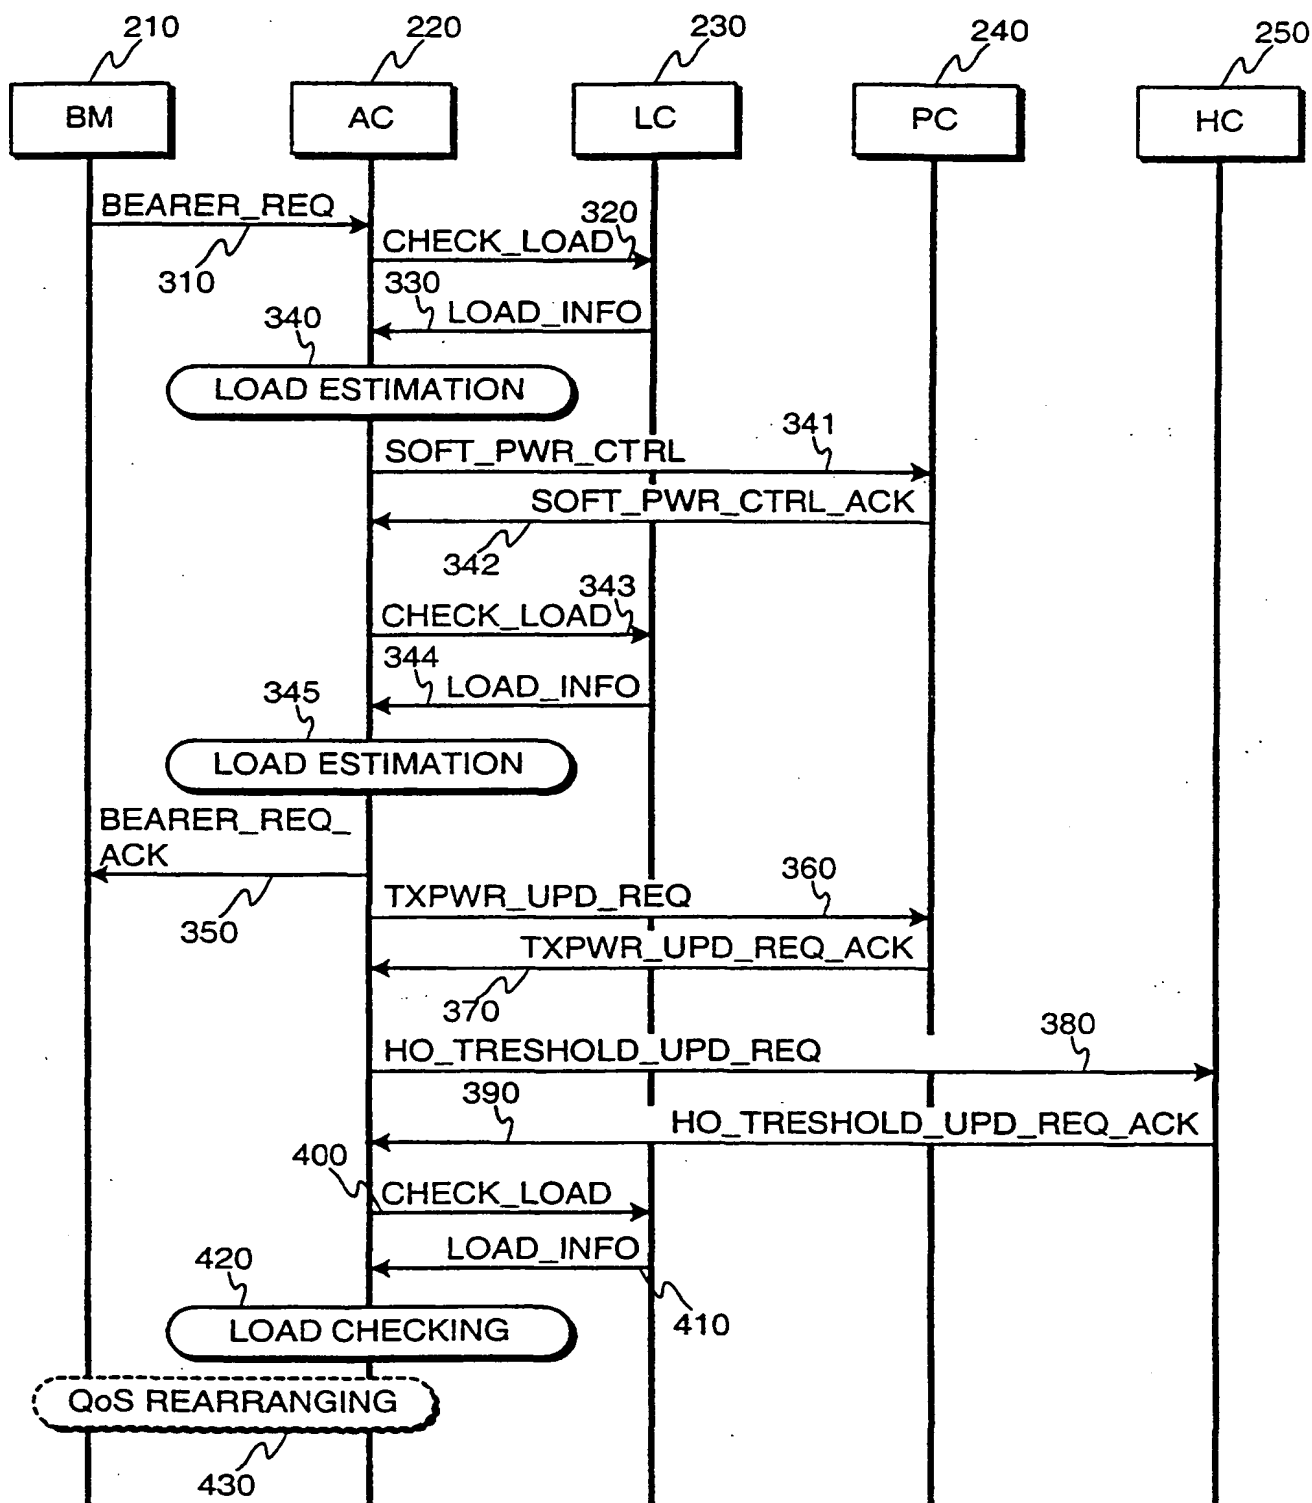 210
220
230
240
250
BM
AC
LC
PC
HC
BEARER_REQ
310
320
CHECK_LOAD
330
LOAD_INFO
340
LOAD ESTIMATION
341
SOFT_PWR_CTRL
SOFT_PWR_CTRL_ACK
342
343
CHECK_LOAD
344
LOAD_INFO
345
LOAD ESTIMATION
BEARER_REQ_
ACK
350
360
TXPWR_UPD_REQ
TXPWR_UPD_REQ_ACK
370
380
HO_TRESHOLD_UPD_REQ
390
HO_TRESHOLD_UPD_REQ_ACK
400
CHECK_LOAD
LOAD_INFO
410
420
LOAD CHECKING
QoS REARRANGING
430